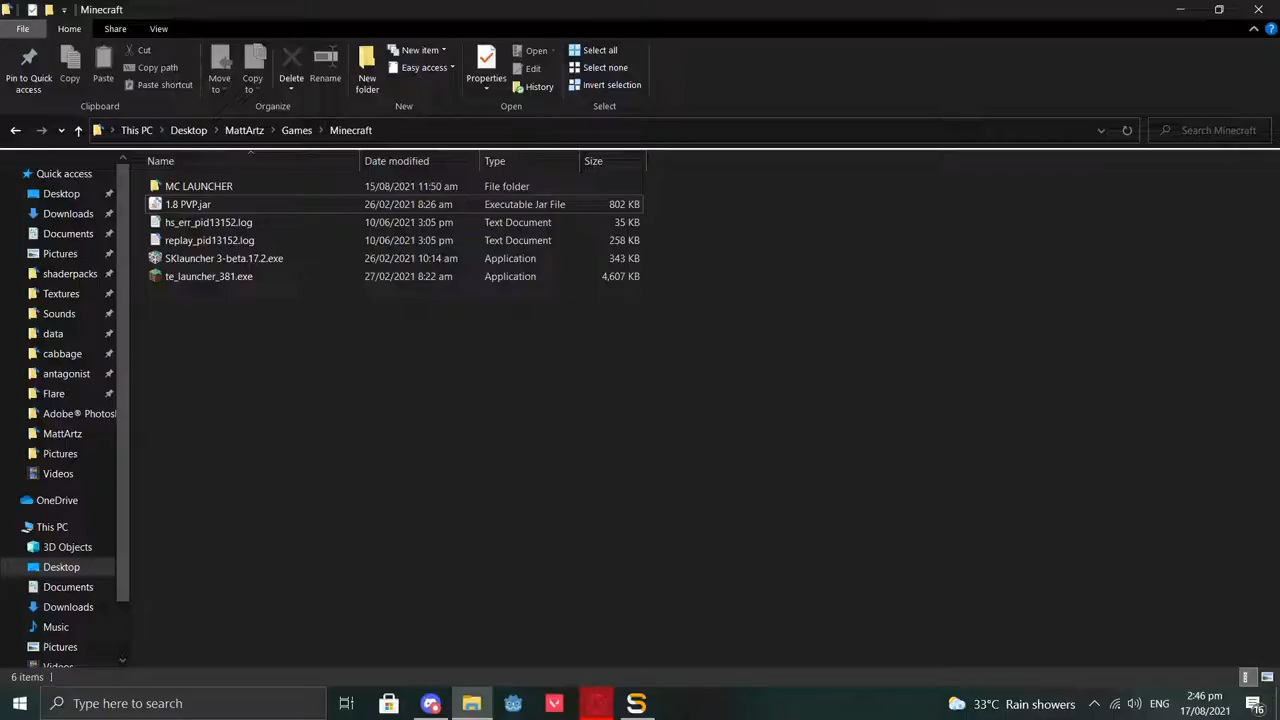 Minecraft
File Home Share View
Pin to Quick access
Copy
Paste
Cut
Copy path
Paste shortcut
Clipboard
Move to
Copy to
Delete
Rename
Organize
New folder
New item
Easy access
New
Properties
Open
Edit
History
Open
Select all
Select none
Invert selection
Select
This PC Desktop MattArtz Games Minecraft
Search Minecraft
Name Date modified Type Size
MC LAUNCHER 15/08/2021 11:50 am File folder
1.8 PVP.jar 26/02/2021 8:26 am Executable Jar File 802 KB
hs_err_pid13152.log 10/06/2021 3:05 pm Text Document 35 KB
replay_pid13152.log 10/06/2021 3:05 pm Text Document 258 KB
SKlauncher 3-beta.17.2.exe 26/02/2021 10:14 am Application 343 KB
te_launcher_381.exe 27/02/2021 8:22 am Application 4,607 KB
Quick access
Desktop
Downloads
Documents
Pictures
shaderpacks
Textures
Sounds
data
cabbage
antagonist
Flare
Adobe® Photosh
MattArtz
Pictures
Videos
OneDrive
This PC
3D Objects
Desktop
Documents
Downloads
Music
Pictures
Videos
6 items
Type here to search
33°C Rain showers
ENG
2:46 pm
17/08/2021
16